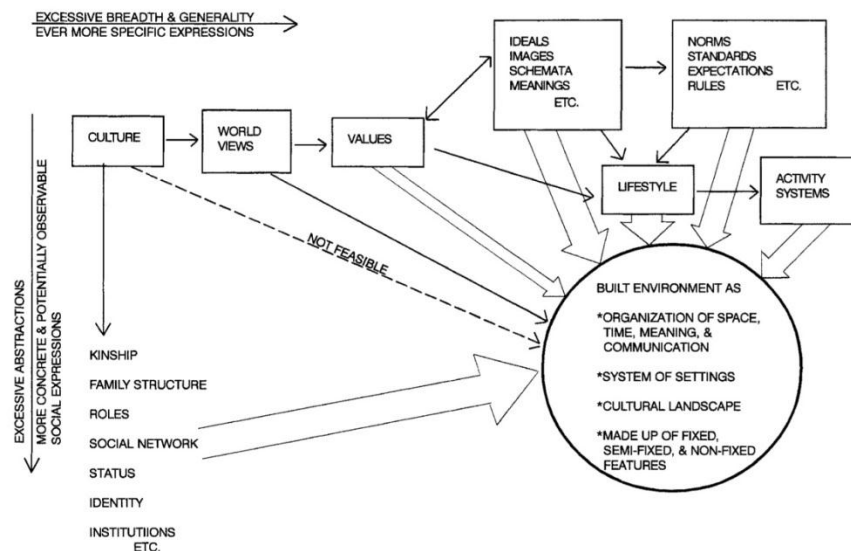 EXCESSIVE BREADTH & GENERALITY
EVER MORE SPECIFIC EXPRESSIONS
EXCESSIVE ABSTRACTIONS
MORE CONCRETE & POTENTIALLY OBSERVABLE
SOCIAL EXPRESSIONS
CULTURE
WORLD
VIEWS
VALUES
IDEALS
IMAGES
SCHEMATA
MEANINGS
ETC.
NORMS
STANDARDS
EXPECTATIONS
RULES ETC.
LIFESTYLE
ACTIVITY
SYSTEMS
NOT FEASIBLE
KINSHIP
FAMILY STRUCTURE
ROLES
SOCIAL NETWORK
STATUS
IDENTITY
INSTITUTIIONS
ETC.
BUILT ENVIRONMENT AS
*ORGANIZATION OF SPACE,
TIME, MEANING, &
COMMUNICATION
*SYSTEM OF SETTINGS
*CULTURAL LANDSCAPE
*MADE UP OF FIXED,
SEMI-FIXED, & NON-FIXED
FEATURES